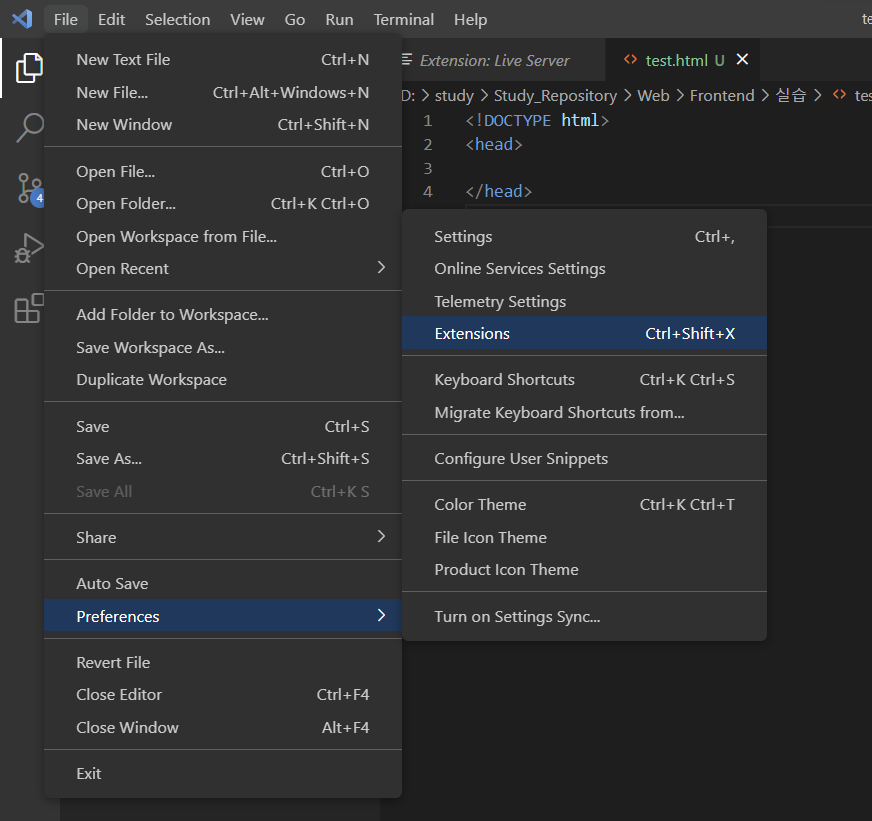 File Edit Selection View Go Run Terminal Help te
Extension: Live Server test.html U
D: > study > Study_Repository > Web > Frontend > 실습 > <> tes
1 <!DOCTYPE html>
2 <head>
3
4 </head>
4
New Text File Ctrl+N
New File... Ctrl+Alt+Windows+N
New Window Ctrl+Shift+N
Open File... Ctrl+O
Open Folder... Ctrl+K Ctrl+O
Open Workspace from File...
Open Recent
Add Folder to Workspace...
Save Workspace As...
Duplicate Workspace
Save Ctrl+S
Save As... Ctrl+Shift+S
Save All Ctrl+K S
Share
Auto Save
Preferences
Revert File
Close Editor Ctrl+F4
Close Window Alt+F4
Exit
Settings Ctrl+,
Online Services Settings
Telemetry Settings
Extensions Ctrl+Shift+X
Keyboard Shortcuts Ctrl+K Ctrl+S
Migrate Keyboard Shortcuts from...
Configure User Snippets
Color Theme Ctrl+K Ctrl+T
File Icon Theme
Product Icon Theme
Turn on Settings Sync...